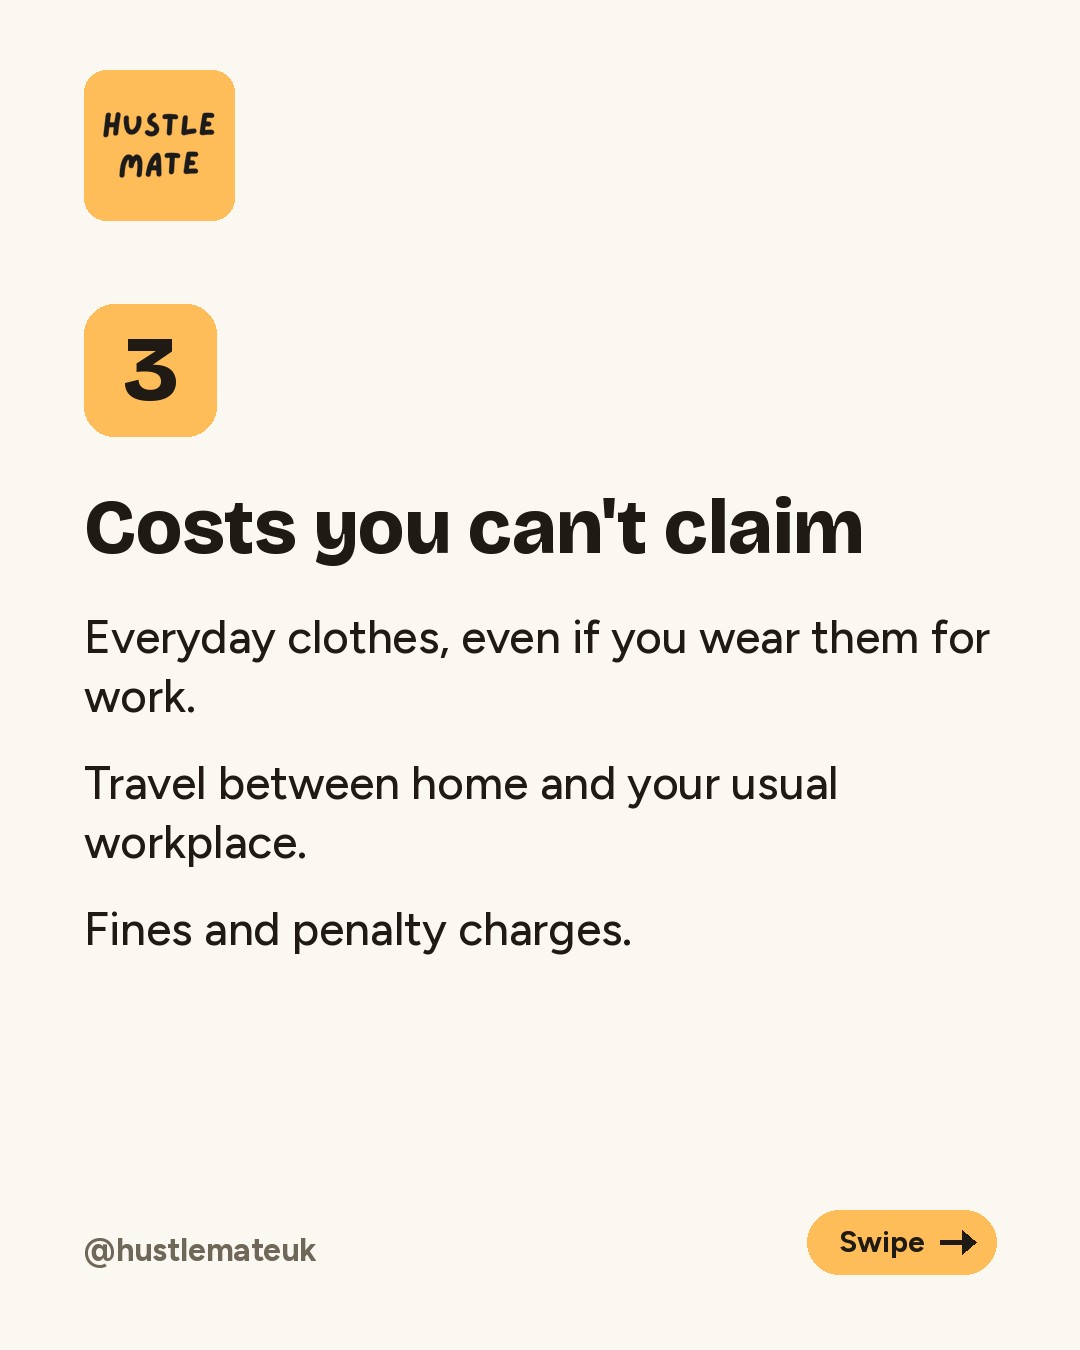 HUSTLE
MATE
3
Costs you can't claim
Everyday clothes, even if you wear them for
work.
Travel between home and your usual
workplace.
Fines and penalty charges.
@hustlemateuk
Swipe